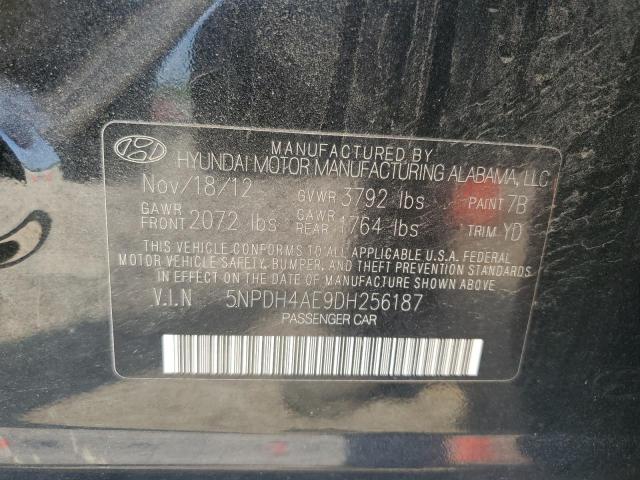 MANUFACTURED BY
HYUNDAI MOTOR MANUFACTURING ALABAMA, LLC
Nov/18/12 GVWR 3792 lbs PAINT 7B
GAWR FRONT 2072 lbs GAWR REAR 1764 lbs TRIM YD
THIS VEHICLE CONFORMS TO ALL APPLICABLE U.S.A. FEDERAL
MOTOR VEHICLE SAFETY, BUMPER, AND THEFT PREVENTION STANDARDS
IN EFFECT ON THE DATE OF MANUFACTURE SHOWN ABOVE.
V.I.N 5NPDH4AE9DH256187
PASSENGER CAR